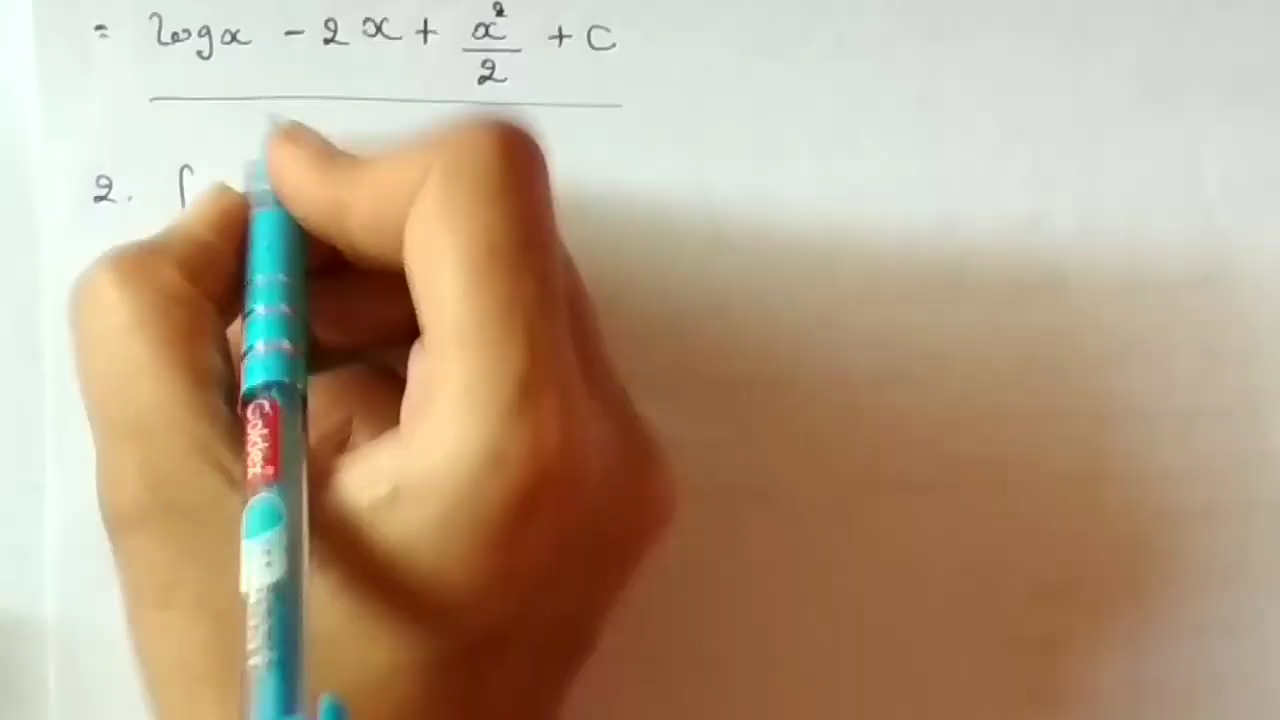 = log x - 2x + x²/2 + C
2. ∫